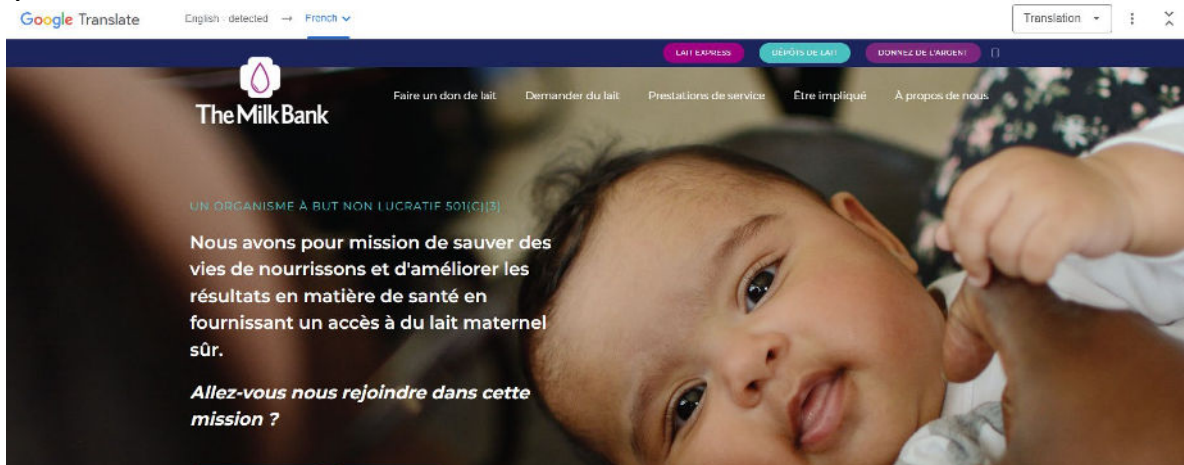 Google Translate English - detected → French Translation
LAIT EXPRESS DÉPÔTS DE LAIT DONNEZ DE L'ARGENT
The Milk Bank
Faire un don de lait Demander du lait Prestations de service Être impliqué À propos de nous
UN ORGANISME À BUT NON LUCRATIF 501(C)(3)
Nous avons pour mission de sauver des
vies de nourrissons et d'améliorer les
résultats en matière de santé en
fournissant un accès à du lait maternel
sûr.
Allez-vous nous rejoindre dans cette
mission ?